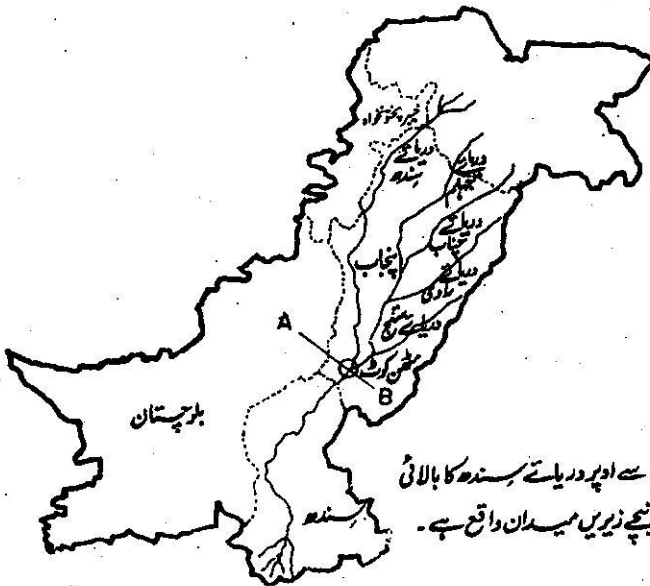 خیبر پختونخواہ
دریائے
سندھ
دریائے
جہلم
دریائے
چناب
پنجاب
دریائے
راوی
دریائے ستلج
A
مٹھن کوٹ
B
بلوچستان
سندھ
سے اوپر دریائے سندھ کا بالائی
نیچے زیریں میدان واقع ہے۔